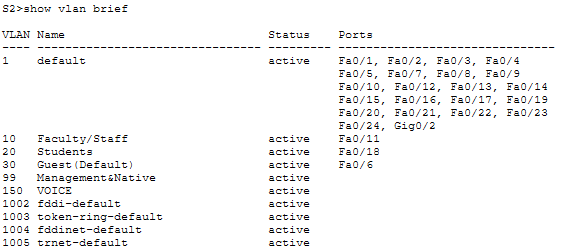 S2>show vlan brief
VLAN Name                             Status    Ports
---- -------------------------------- --------- -------------------------------
1    default                          active    Fa0/1, Fa0/2, Fa0/3, Fa0/4
                                                Fa0/5, Fa0/7, Fa0/8, Fa0/9
                                                Fa0/10, Fa0/12, Fa0/13, Fa0/14
                                                Fa0/15, Fa0/16, Fa0/17, Fa0/19
                                                Fa0/20, Fa0/21, Fa0/22, Fa0/23
                                                Fa0/24, Gig0/2
10   Faculty/Staff                    active    Fa0/11
20   Students                         active    Fa0/18
30   Guest(Default)                   active    Fa0/6
99   Management&Native                active
150  VOICE                            active
1002 fddi-default                     active
1003 token-ring-default               active
1004 fddinet-default                  active
1005 trnet-default                    active